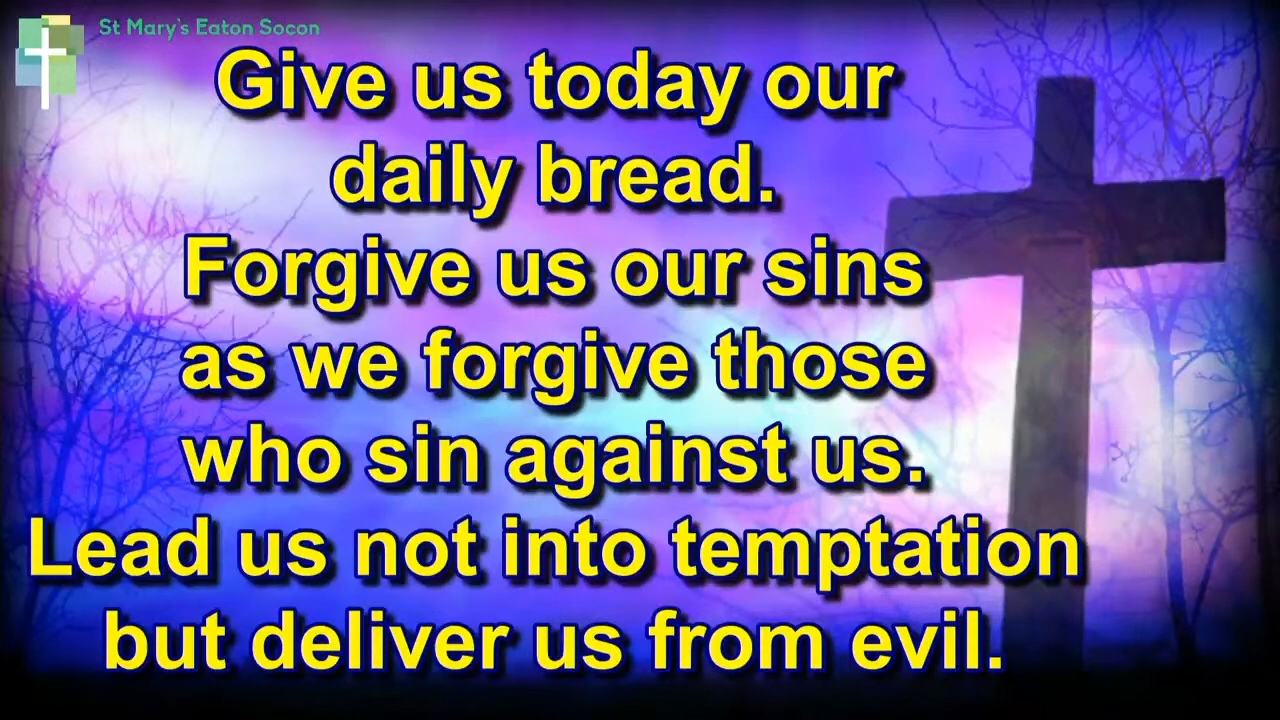 St Mary's Eaton Socon
Give us today our
daily bread.
Forgive us our sins
as we forgive those
who sin against us.
Lead us not into temptation
but deliver us from evil.